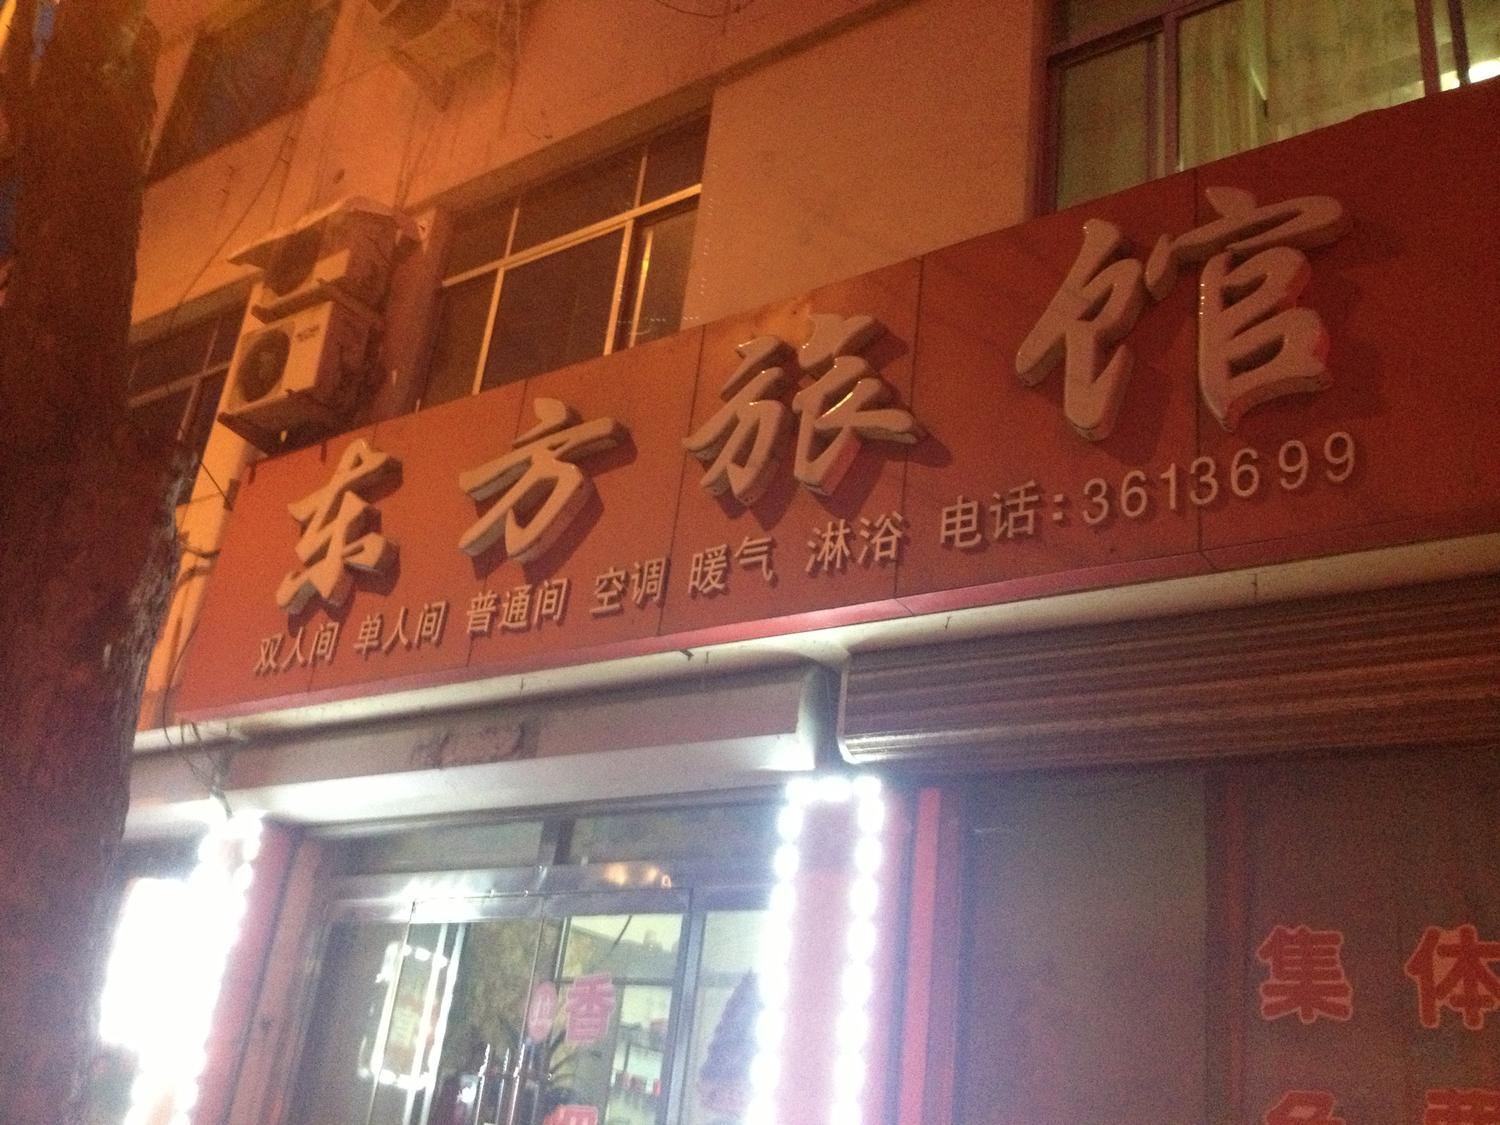 东方旅馆
双人间 单人间 普通间 空调 暖气 淋浴 电话:3613699
香
集体